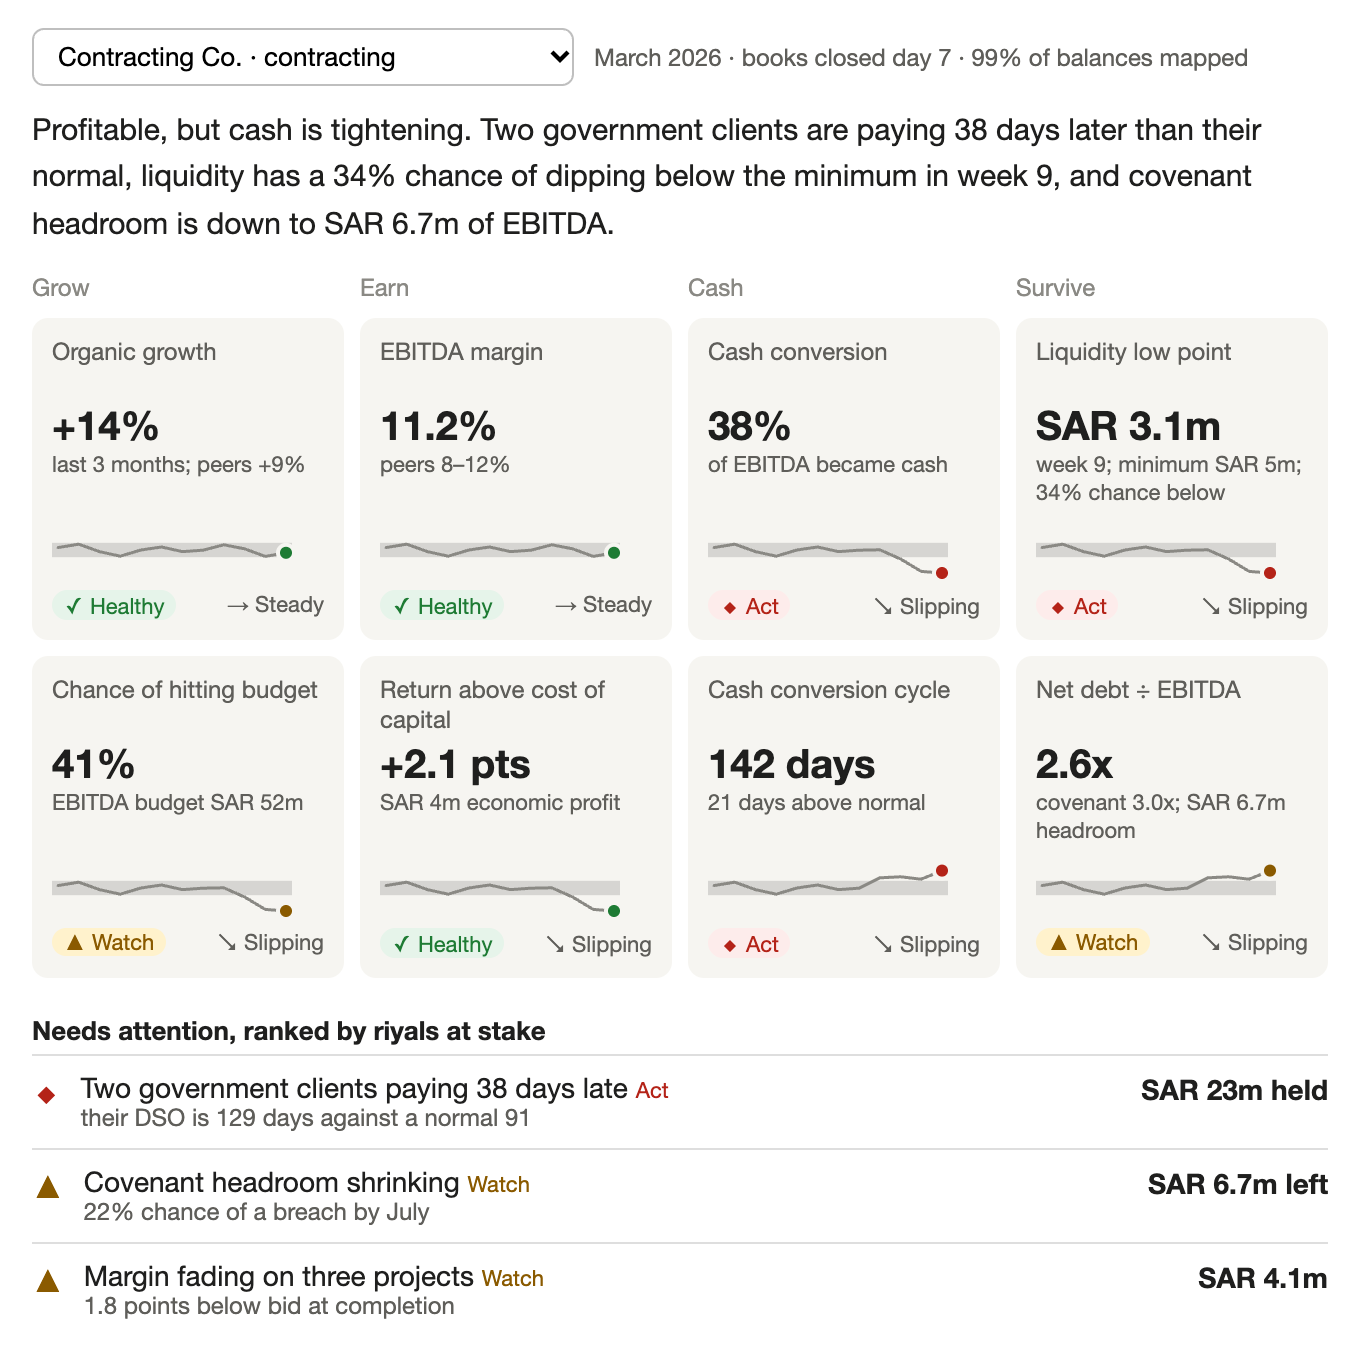 Contracting Co. · contracting
March 2026 · books closed day 7 · 99% of balances mapped
Profitable, but cash is tightening. Two government clients are paying 38 days later than their
normal, liquidity has a 34% chance of dipping below the minimum in week 9, and covenant
headroom is down to SAR 6.7m of EBITDA.
Grow
Earn
Cash
Survive
Organic growth
+14%
last 3 months; peers +9%
✓ Healthy
→ Steady
EBITDA margin
11.2%
peers 8–12%
✓ Healthy
→ Steady
Cash conversion
38%
of EBITDA became cash
◆ Act
↘ Slipping
Liquidity low point
SAR 3.1m
week 9; minimum SAR 5m;
34% chance below
◆ Act
↘ Slipping
Chance of hitting budget
41%
EBITDA budget SAR 52m
▲ Watch
↘ Slipping
Return above cost of
capital
+2.1 pts
SAR 4m economic profit
✓ Healthy
↘ Slipping
Cash conversion cycle
142 days
21 days above normal
◆ Act
↘ Slipping
Net debt ÷ EBITDA
2.6x
covenant 3.0x; SAR 6.7m
headroom
▲ Watch
↘ Slipping
Needs attention, ranked by riyals at stake
◆ Two government clients paying 38 days late Act
SAR 23m held
their DSO is 129 days against a normal 91
▲ Covenant headroom shrinking Watch
SAR 6.7m left
22% chance of a breach by July
▲ Margin fading on three projects Watch
SAR 4.1m
1.8 points below bid at completion